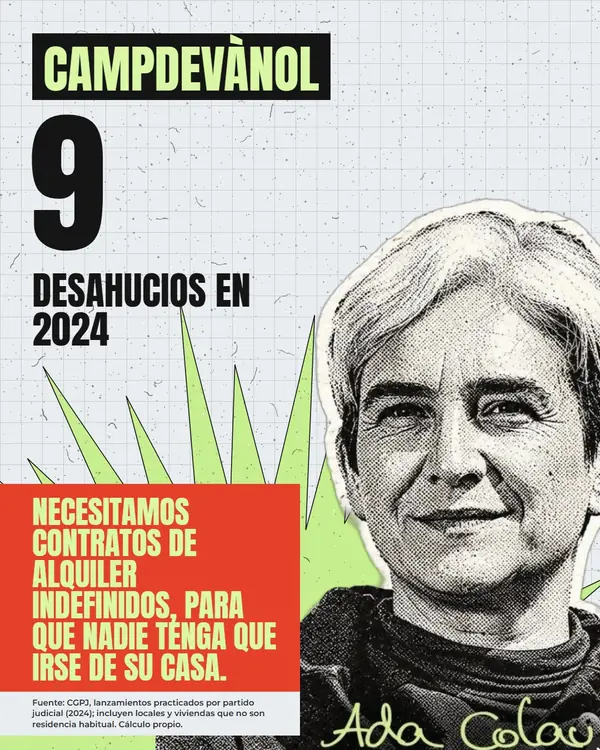 CAMPDEVÀNOL
9
DESAHUCIOS EN
2024
NECESITAMOS
CONTRATOS DE
ALQUILER
INDEFINIDOS, PARA
QUE NADIE TENGA QUE
IRSE DE SU CASA.
Fuente: CGPJ, lanzamientos practicados por partido
judicial (2024); incluyen locales y viviendas que no son
residencia habitual. Cálculo propio.
Ada Colau